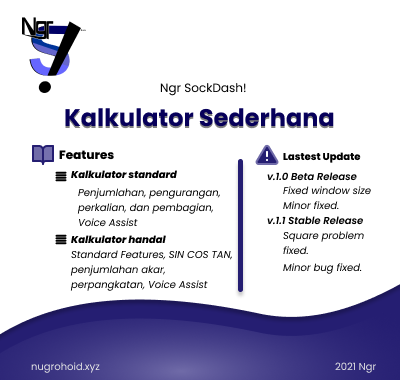 Ngr
Ngr SockDash!
Kalkulator Sederhana
Features
Kalkulator standard
Penjumlahan, pengurangan,
perkalian, dan pembagian,
Voice Assist
Kalkulator handal
Standard Features, SIN COS TAN,
penjumlahan akar,
perpangkatan, Voice Assist
Lastest Update
v.1.0 Beta Release
Fixed window size
Minor fixed.
v.1.1 Stable Release
Square problem
fixed.
Minor bug fixed.
nugrohoid.xyz
2021 Ngr